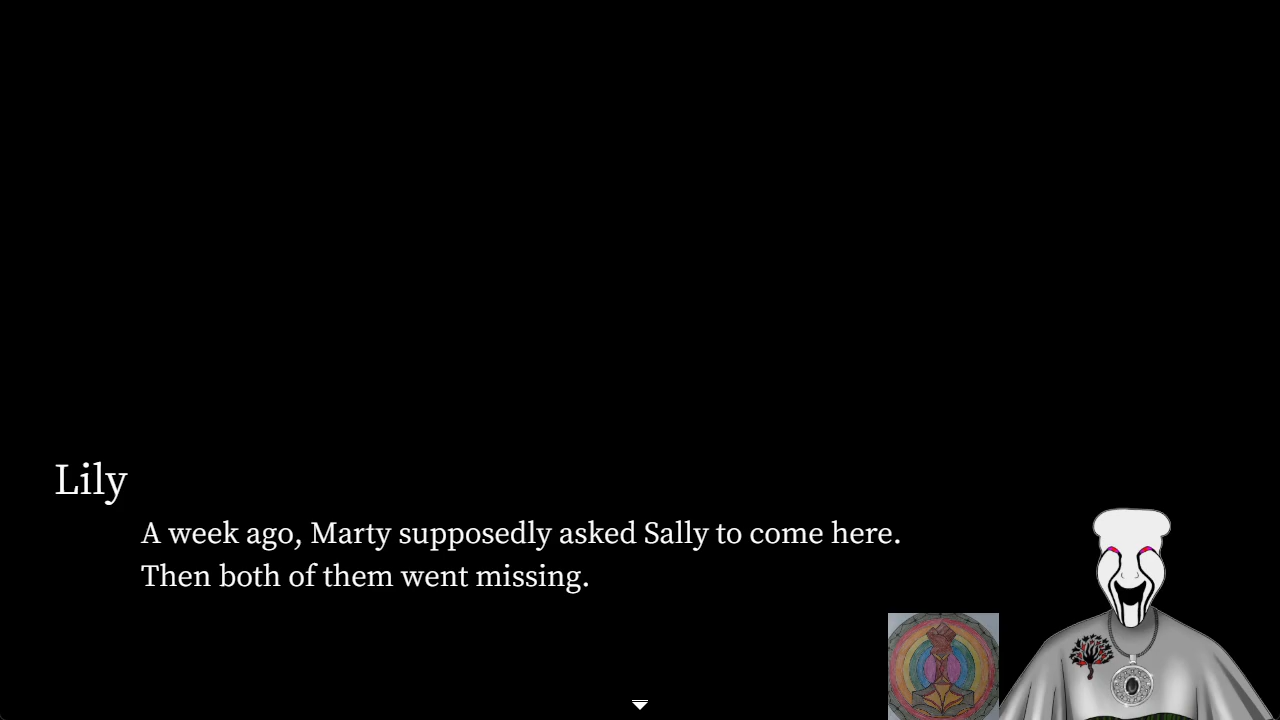 Lily
A week ago, Marty supposedly asked Sally to come here.
Then both of them went missing.